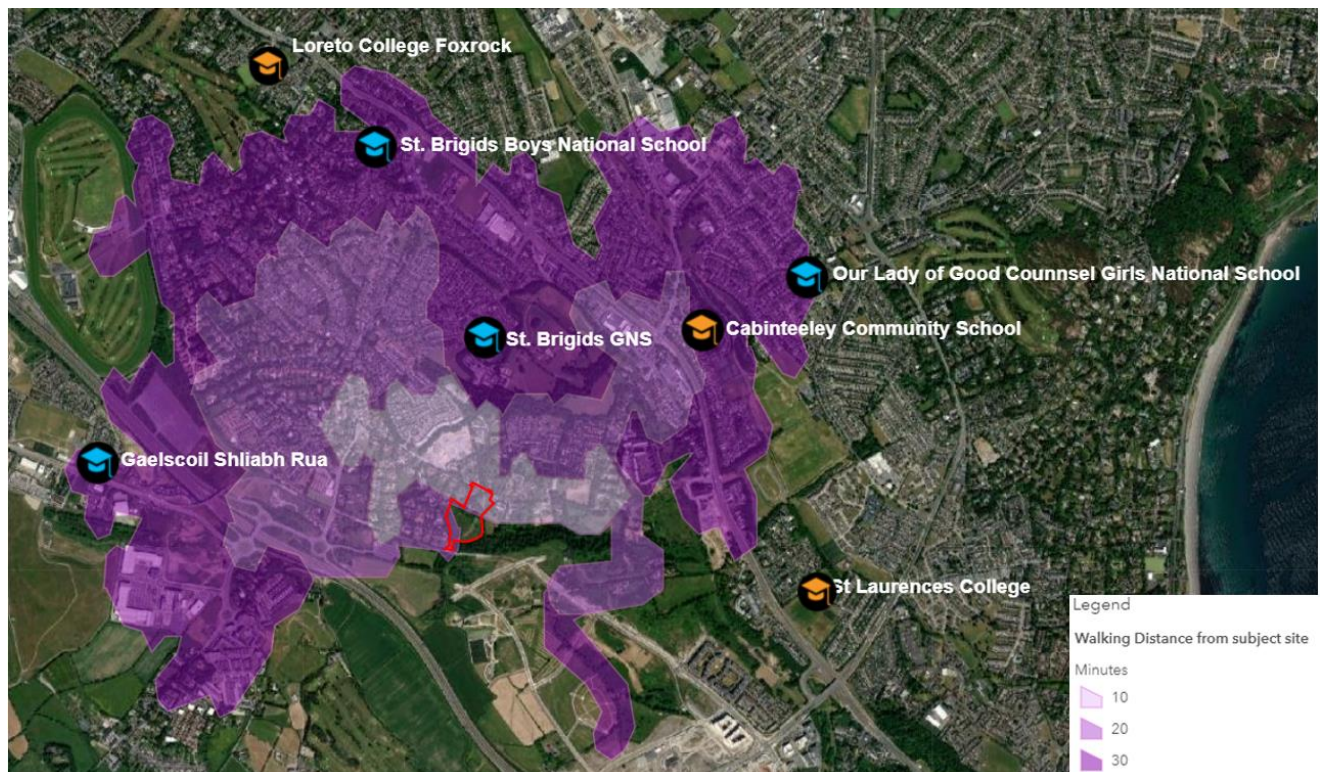 Loreto College Foxrock
St. Brigids Boys National School
Our Lady of Good Counnsel Girls National School
Cabinteeley Community School
St. Brigids GNS
Gaelscoil Shliabh Rua
St Laurences College
Legend
Walking Distance from subject site
Minutes
10
20
30